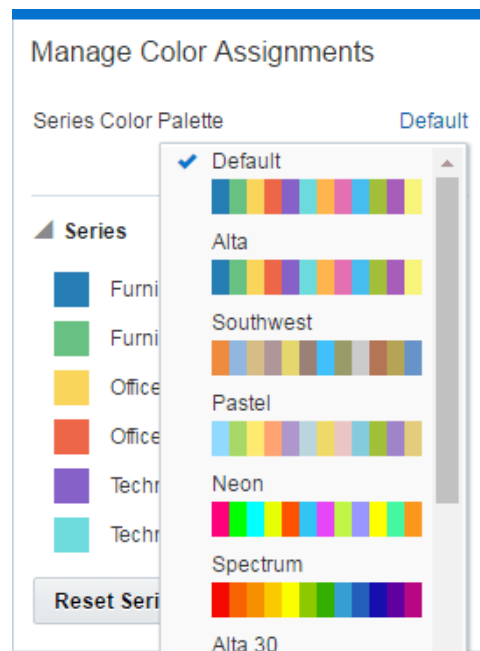 Manage Color Assignments
Series Color Palette
Default
Default
Alta
Series
Furni
Southwest
Furni
Office
Pastel
Office
Techn
Neon
Techn
Spectrum
Reset Seri
Alta 30